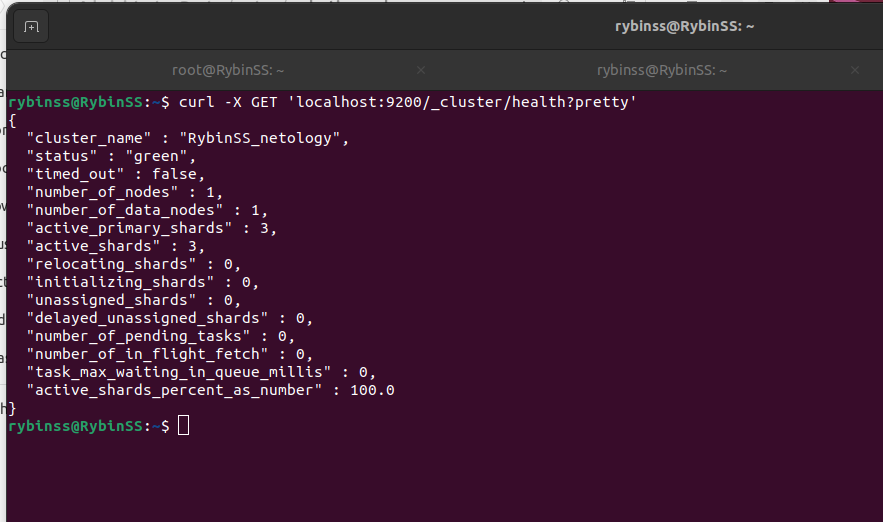 rybinss@RybinSS: ~
root@RybinSS: ~ × rybinss@RybinSS: ~ ×
rybinss@RybinSS:~$ curl -X GET 'localhost:9200/_cluster/health?pretty'
{
  "cluster_name" : "RybinSS_netology",
  "status" : "green",
  "timed_out" : false,
  "number_of_nodes" : 1,
  "number_of_data_nodes" : 1,
  "active_primary_shards" : 3,
  "active_shards" : 3,
  "relocating_shards" : 0,
  "initializing_shards" : 0,
  "unassigned_shards" : 0,
  "delayed_unassigned_shards" : 0,
  "number_of_pending_tasks" : 0,
  "number_of_in_flight_fetch" : 0,
  "task_max_waiting_in_queue_millis" : 0,
  "active_shards_percent_as_number" : 100.0
}
rybinss@RybinSS:~$